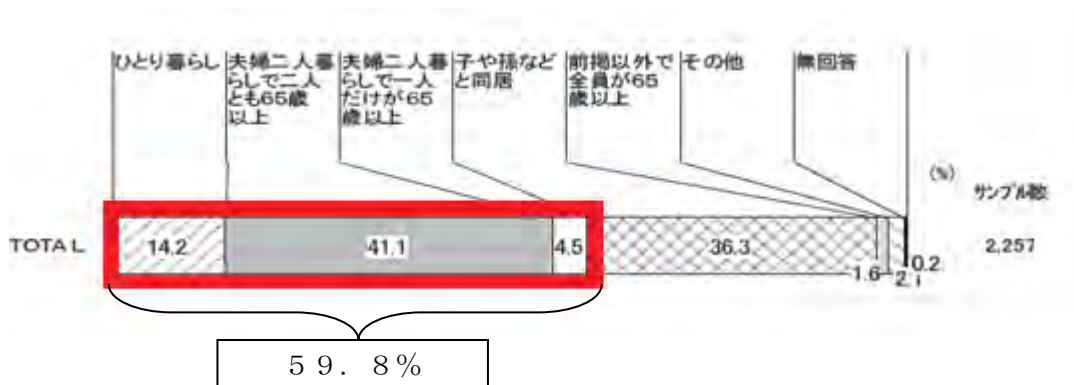 ひとり暮らし
夫婦二人暮
らしで二人
とも65歳
以上
夫婦二人暮
らしで一人
だけが65
歳以上
子や孫など
と同居
前掲以外で
全員が65
歳以上
その他
無回答
(%)
サンプル数
TOTAL
14.2
41.1
4.5
36.3
1.6
2.1
0.2
2,257
５９．８％